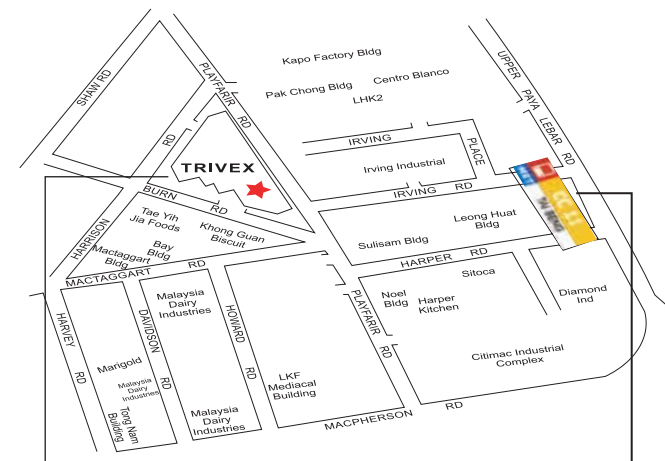 SHAW RD
PLAYFAIR RD
Kapo Factory Bldg
Pak Chong Bldg
Centro Blanco
LHK2
UPPER PAYA LEBAR RD
RD
TRIVEX
IRVING
PLACE
Irving Industrial
IRVING RD
BURN RD
HARRISON
Tae Yih
Jia Foods
Khong Guan
Biscuit
Bay
Bldg
Mactaggart
Bldg
MACTAGGART RD
Leong Huat
Bldg
Sulisam Bldg
HARPER RD
Sitoca
Noel
Bldg
Harper
Kitchen
Diamond
Ind
PLAYFAIR RD
HARVEY RD
DAVIDSON RD
HOWARD RD
Malaysia
Dairy
Industries
Marigold
Malaysia
Dairy
Industries
Tong Nam
Building
Malaysia
Dairy
Industries
LKF
Mediacal
Building
Citimac Industrial
Complex
MACPHERSON RD